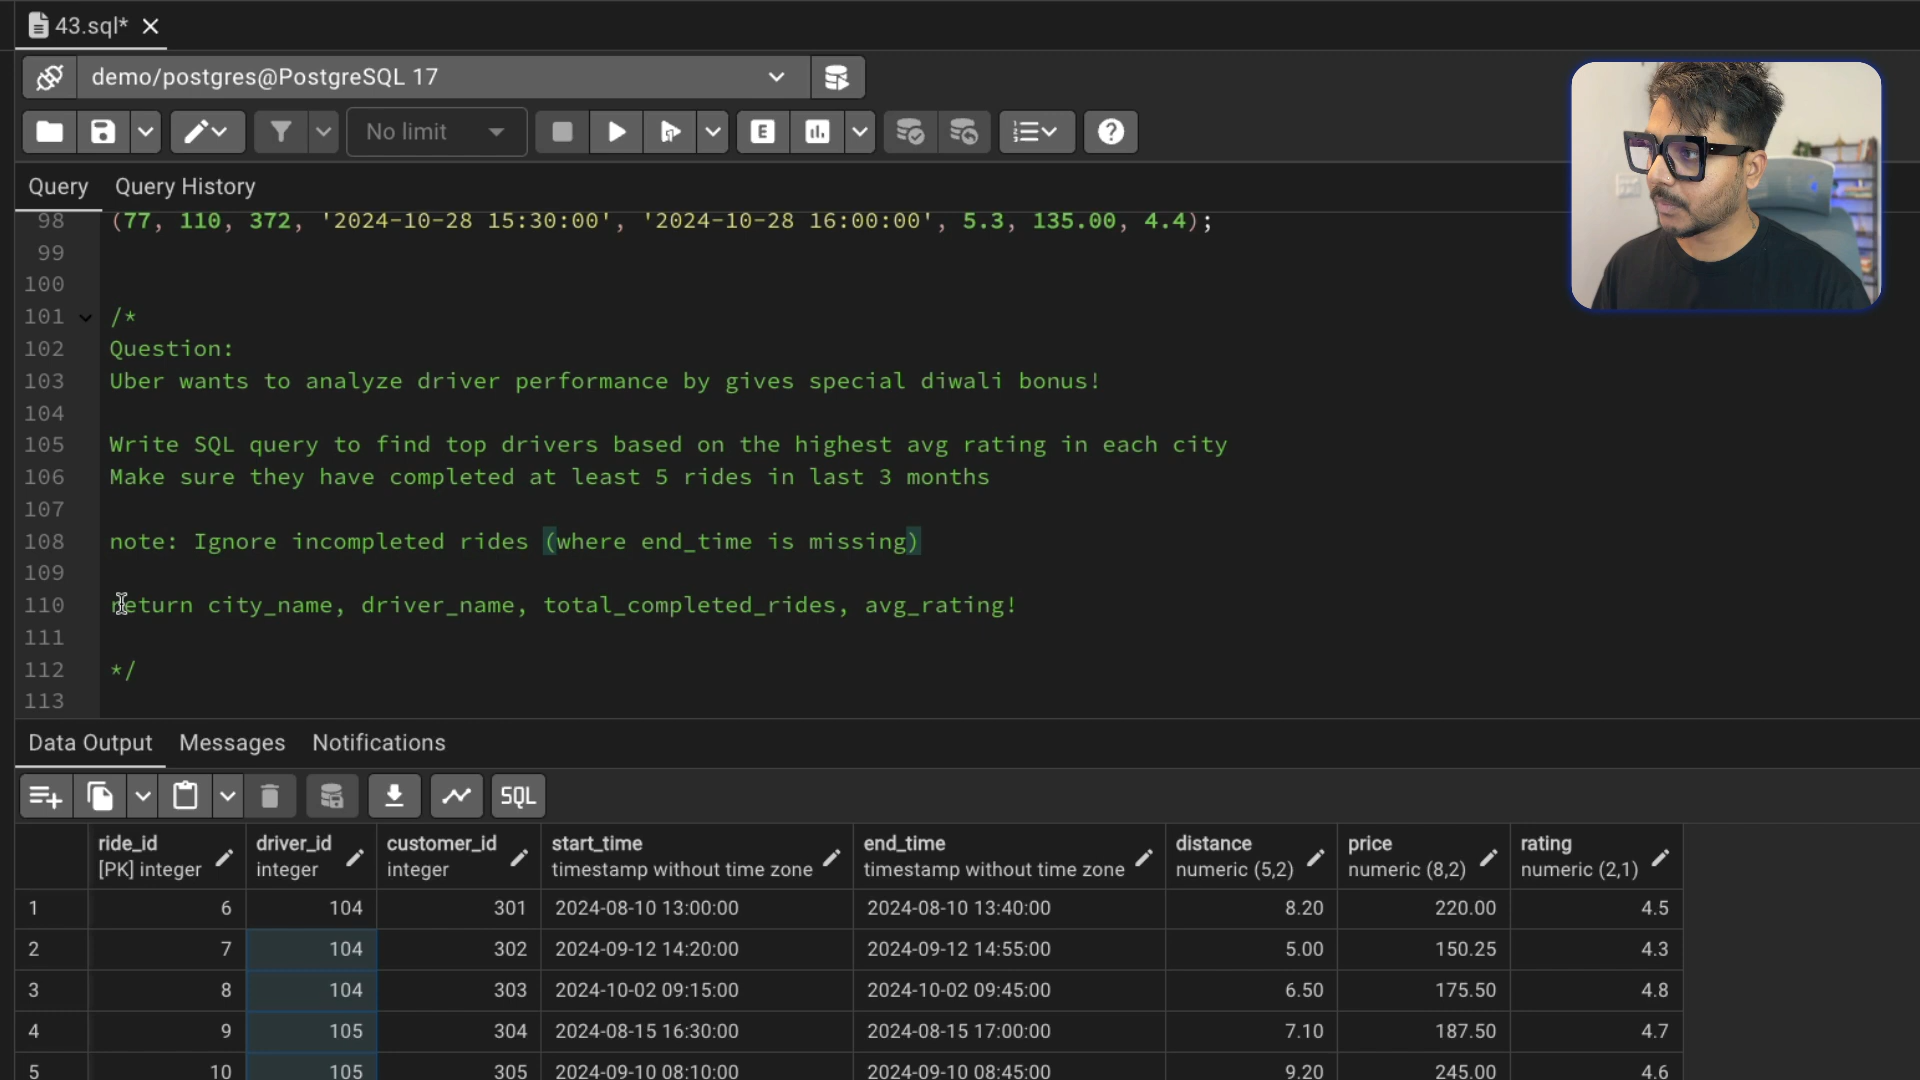 43.sql*
demo/postgres@PostgreSQL 17
No limit
E
Query Query History
98 (77, 110, 372, '2024-10-28 15:30:00', '2024-10-28 16:00:00', 5.3, 135.00, 4.4);
99
100
101 /*
102 Question:
103 Uber wants to analyze driver performance by gives special diwali bonus!
104
105 Write SQL query to find top drivers based on the highest avg rating in each city
106 Make sure they have completed at least 5 rides in last 3 months
107
108 note: Ignore incompleted rides (where end_time is missing)
109
110 return city_name, driver_name, total_completed_rides, avg_rating!
111
112 */
113
Data Output Messages Notifications
SQL
ride_id driver_id customer_id start_time end_time distance price rating
[PK] integer integer integer timestamp without time zone timestamp without time zone numeric (5,2) numeric (8,2) numeric (2,1)
1 6 104 301 2024-08-10 13:00:00 2024-08-10 13:40:00 8.20 220.00 4.5
2 7 104 302 2024-09-12 14:20:00 2024-09-12 14:55:00 5.00 150.25 4.3
3 8 104 303 2024-10-02 09:15:00 2024-10-02 09:45:00 6.50 175.50 4.8
4 9 105 304 2024-08-15 16:30:00 2024-08-15 17:00:00 7.10 187.50 4.7
5 10 105 305 2024-09-10 08:10:00 2024-09-10 08:45:00 9.20 245.00 4.6